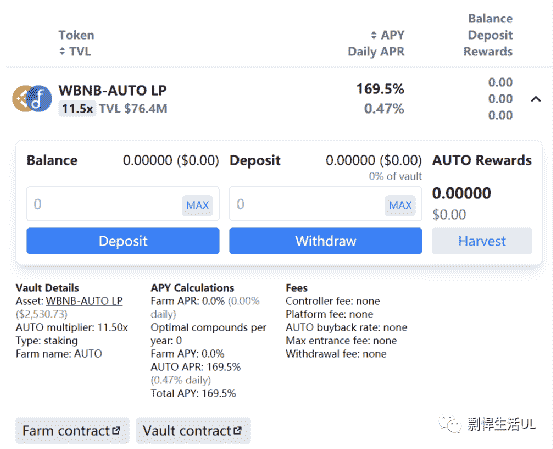 Token
TVL
APY
Daily APR
Balance
Deposit
Rewards
WBNB-AUTO LP
11.5x TVL $76.4M
169.5%
0.47%
0.00
0.00
0.00
Balance 0.00000 ($0.00)
0 MAX
Deposit
Deposit 0.00000 ($0.00)
0% of vault
0 MAX
Withdraw
AUTO Rewards
0.00000
$0.00
Harvest
Vault Details
Asset: WBNB-AUTO LP
($2,530.73)
AUTO multiplier: 11.50x
Type: staking
Farm name: AUTO
APY Calculations
Farm APR: 0.0% (0.00%
daily)
Optimal compounds per
year: 0
Farm APY: 0.0%
AUTO APR: 169.5%
(0.47% daily)
Total APY: 169.5%
Fees
Controller fee: none
Platform fee: none
AUTO buyback rate: none
Max entrance fee: none
Withdrawal fee: none
Farm contract
Vault contract
剽悍生活UL